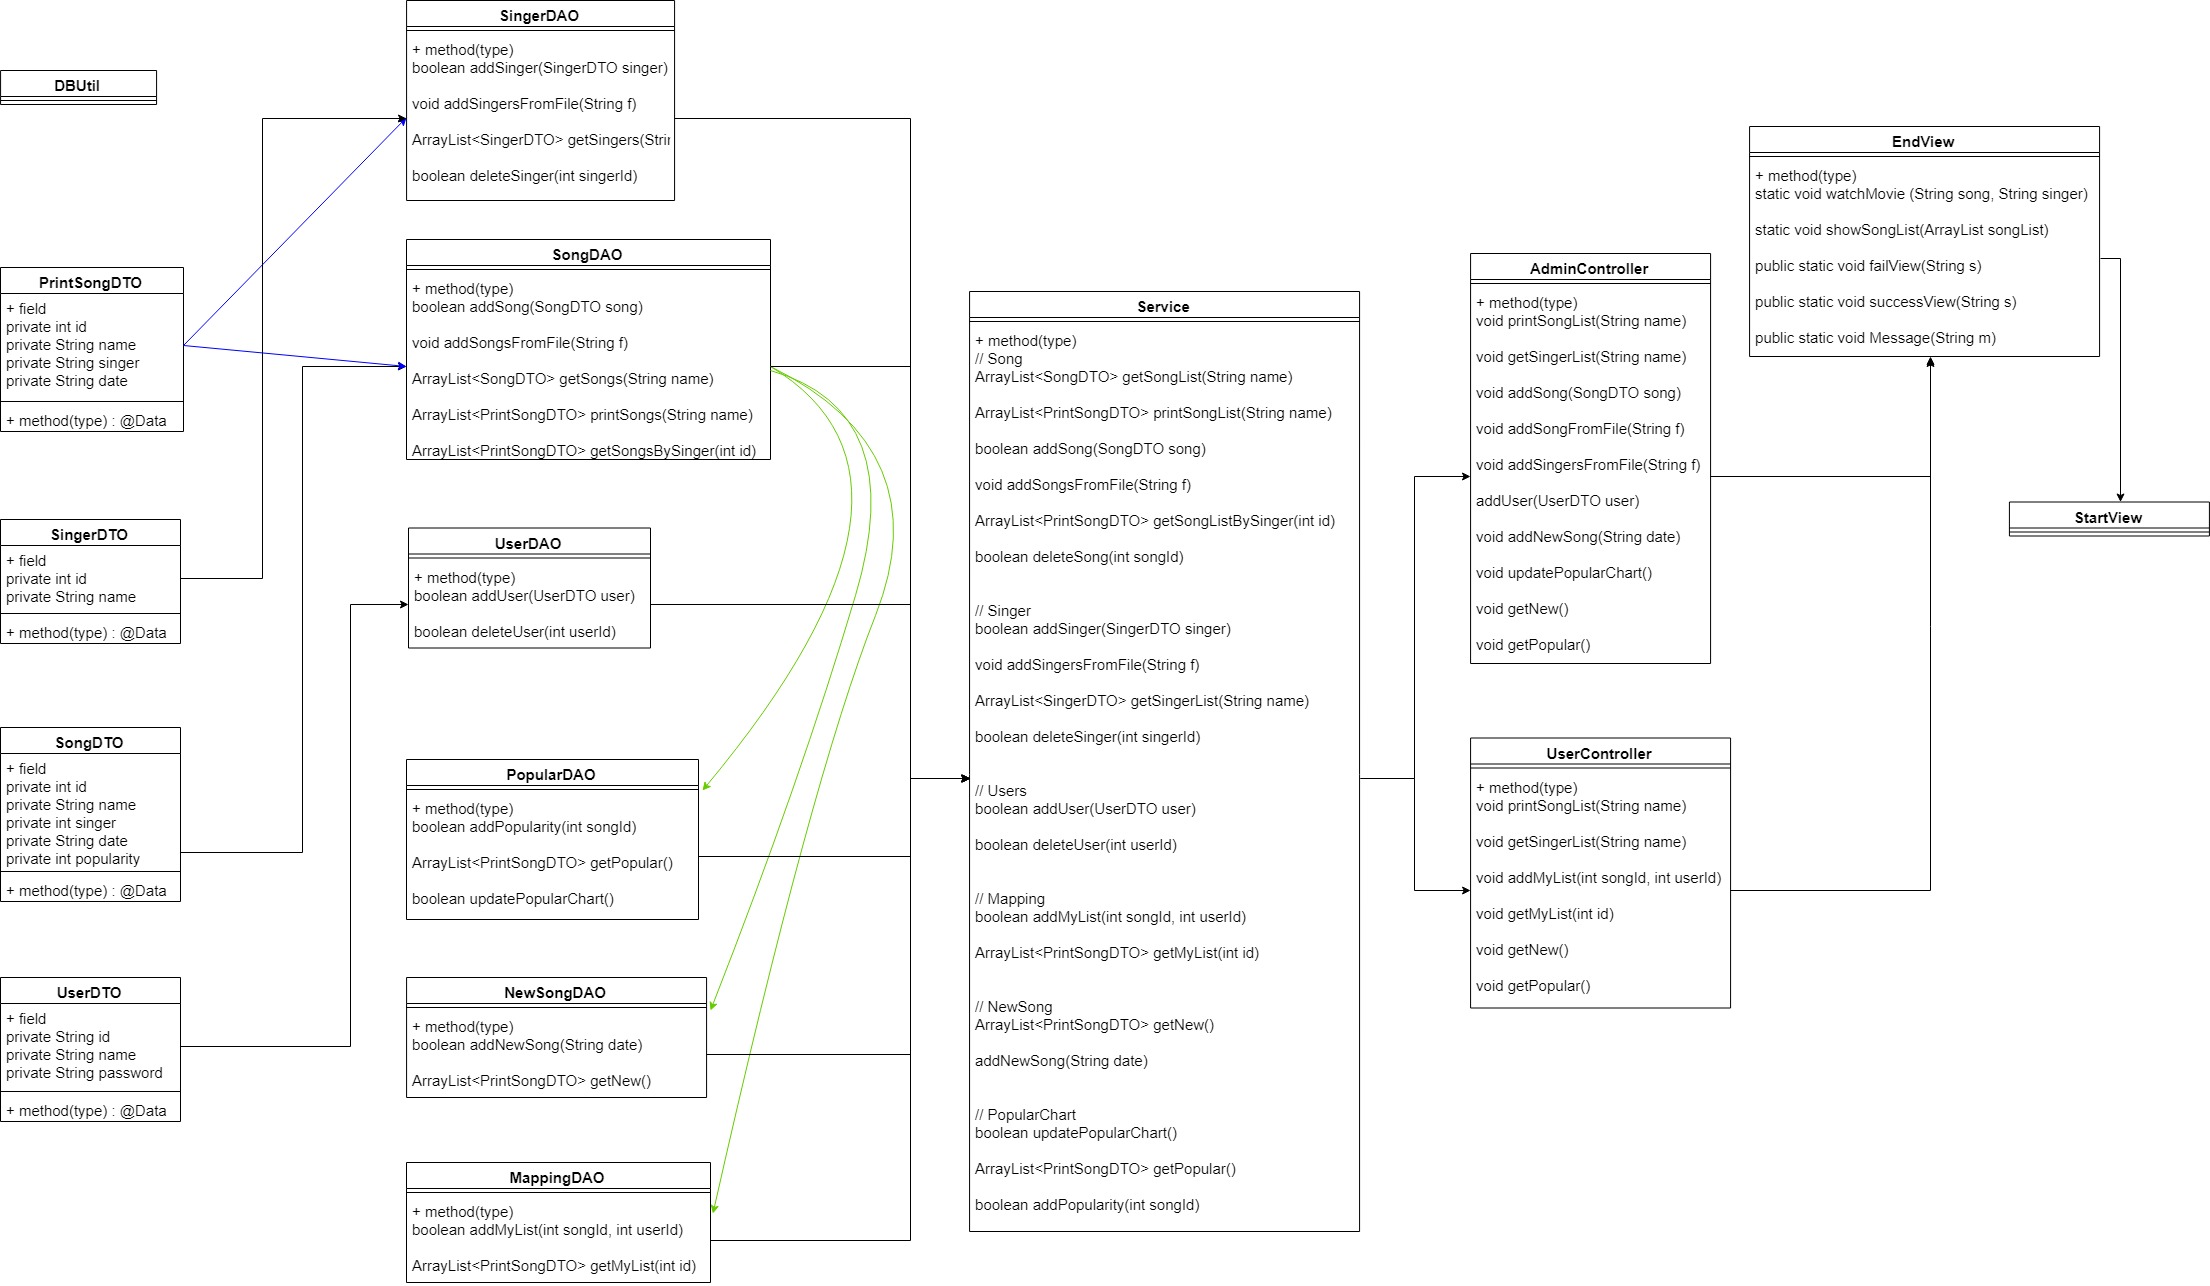 DBUtil
PrintSongDTO
+ field
private int id
private String name
private String singer
private String date
+ method(type) : @Data
SingerDTO
+ field
private int id
private String name
+ method(type) : @Data
SongDTO
+ field
private int id
private String name
private int singer
private String date
private int popularity
+ method(type) : @Data
UserDTO
+ field
private String id
private String name
private String password
+ method(type) : @Data
SingerDAO
+ method(type)
boolean addSinger(SingerDTO singer)
void addSingersFromFile(String f)
ArrayList<SingerDTO> getSingers(Strin
boolean deleteSinger(int singerId)
SongDAO
+ method(type)
boolean addSong(SongDTO song)
void addSongsFromFile(String f)
ArrayList<SongDTO> getSongs(String name)
ArrayList<PrintSongDTO> printSongs(String name)
ArrayList<PrintSongDTO> getSongsBySinger(int id)
UserDAO
+ method(type)
boolean addUser(UserDTO user)
boolean deleteUser(int userId)
PopularDAO
+ method(type)
boolean addPopularity(int songId)
ArrayList<PrintSongDTO> getPopular()
boolean updatePopularChart()
NewSongDAO
+ method(type)
boolean addNewSong(String date)
ArrayList<PrintSongDTO> getNew()
MappingDAO
+ method(type)
boolean addMyList(int songId, int userId)
ArrayList<PrintSongDTO> getMyList(int id)
Service
+ method(type)
// Song
ArrayList<SongDTO> getSongList(String name)
ArrayList<PrintSongDTO> printSongList(String name)
boolean addSong(SongDTO song)
void addSongsFromFile(String f)
ArrayList<PrintSongDTO> getSongListBySinger(int id)
boolean deleteSong(int songId)
// Singer
boolean addSinger(SingerDTO singer)
void addSingersFromFile(String f)
ArrayList<SingerDTO> getSingerList(String name)
boolean deleteSinger(int singerId)
// Users
boolean addUser(UserDTO user)
boolean deleteUser(int userId)
// Mapping
boolean addMyList(int songId, int userId)
ArrayList<PrintSongDTO> getMyList(int id)
// NewSong
ArrayList<PrintSongDTO> getNew()
addNewSong(String date)
// PopularChart
boolean updatePopularChart()
ArrayList<PrintSongDTO> getPopular()
boolean addPopularity(int songId)
AdminController
+ method(type)
void printSongList(String name)
void getSingerList(String name)
void addSong(SongDTO song)
void addSongFromFile(String f)
void addSingersFromFile(String f)
addUser(UserDTO user)
void addNewSong(String date)
void updatePopularChart()
void getNew()
void getPopular()
UserController
+ method(type)
void printSongList(String name)
void getSingerList(String name)
void addMyList(int songId, int userId)
void getMyList(int id)
void getNew()
void getPopular()
EndView
+ method(type)
static void watchMovie (String song, String singer)
static void showSongList(ArrayList songList)
public static void failView(String s)
public static void successView(String s)
public static void Message(String m)
StartView